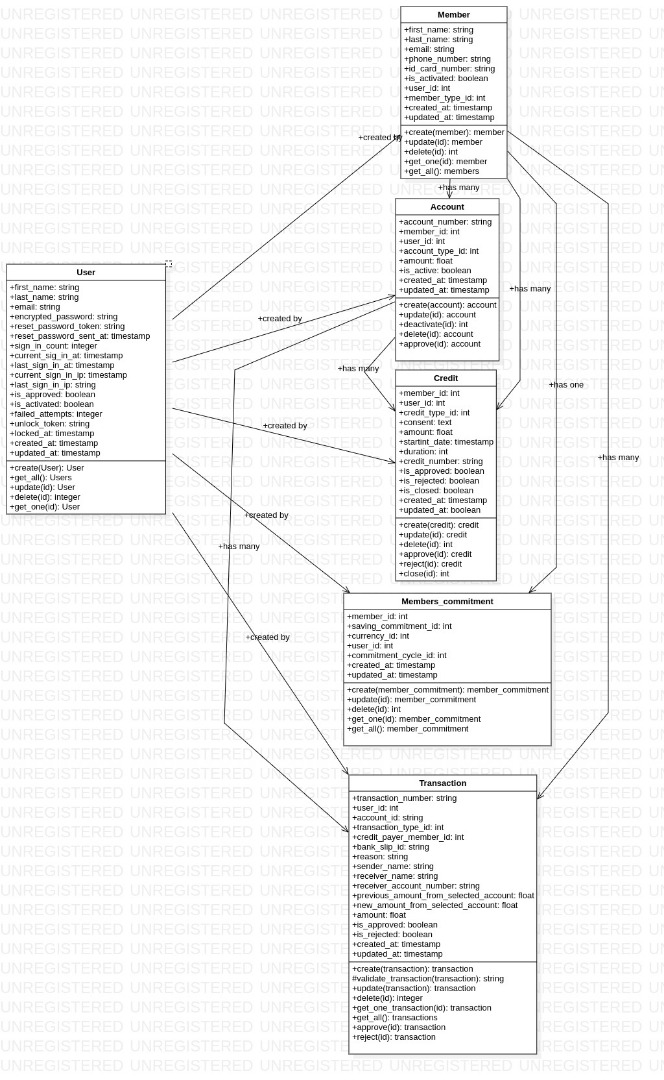 User
+first_name: string
+last_name: string
+email: string
+encrypted_password: string
+reset_password_token: string
+reset_password_sent_at: timestamp
+sign_in_count: integer
+current_sig_in_at: timestamp
+last_sign_in_at: timestamp
+current_sign_in_ip: timestamp
+last_sign_in_ip: string
+is_approved: boolean
+is_activated: boolean
+failed_attempts: integer
+unlock_token: string
+locked_at: timestamp
+created_at: timestamp
+updated_at: timestamp
+create(User): User
+get_all(): Users
+update(id): User
+delete(id): integer
+get_one(id): User
+created by
+has many
+created by
+created by
+created by
+created by
+has many
Member
+first_name: string
+last_name: string
+email: string
+phone_number: string
+id_card_number: string
+is_activated: boolean
+user_id: int
+member_type_id: int
+created_at: timestamp
+updated_at: timestamp
+create(member): member
+update(id): member
+delete(id): int
+get_one(id): member
+get_all(): members
+has many
Account
+account_number: string
+member_id: int
+user_id: int
+account_type_id: int
+amount: float
+is_active: boolean
+created_at: timestamp
+updated_at: timestamp
+create(account): account
+update(id): account
+deactivate(id): int
+delete(id): int
+approve(id): account
Credit
+member_id: int
+user_id: int
+credit_type_id: int
+consent: text
+amount: float
+duration: int
+credit_number: string
+is_approved: boolean
+is_rejected: boolean
+is_closed: boolean
+created_at: timestamp
+updated_at: boolean
+create(credit): credit
+update(id): credit
+delete(id): int
+approve(id): credit
+reject(id): credit
+close(id): int
Members_commitment
+member_id: int
+saving_commitment_id: int
+currency_id: int
+user_id: int
+commitment_cycle_id: int
+created_at: timestamp
+updated_at: timestamp
+create(member_commitment): member_commitment
+update(id): member_commitment
+delete(id): int
+get_one(id): member_commitment
+get_all(): member_commitment
Transaction
+transaction_number: string
+user_id: int
+account_id: string
+transaction_type_id: int
+credit_payer_member_id: int
+bank_slip_id: string
+reason: string
+sender_name: string
+receiver_name: string
+receiver_account_number: string
+previous_amount_from_selected_account: float
+new_amount_from_selected_account: float
+amount: float
+is_approved: boolean
+is_rejected: boolean
+created_at: timestamp
+updated_at: timestamp
+create(transaction): transaction
#validate_transaction(transaction): string
+update(transaction): transaction
+delete(id): integer
+get_one_transaction(id): transaction
+get_all(): transactions
+approve(id): transaction
+reject(id): transaction
+has many
+has one
+has many